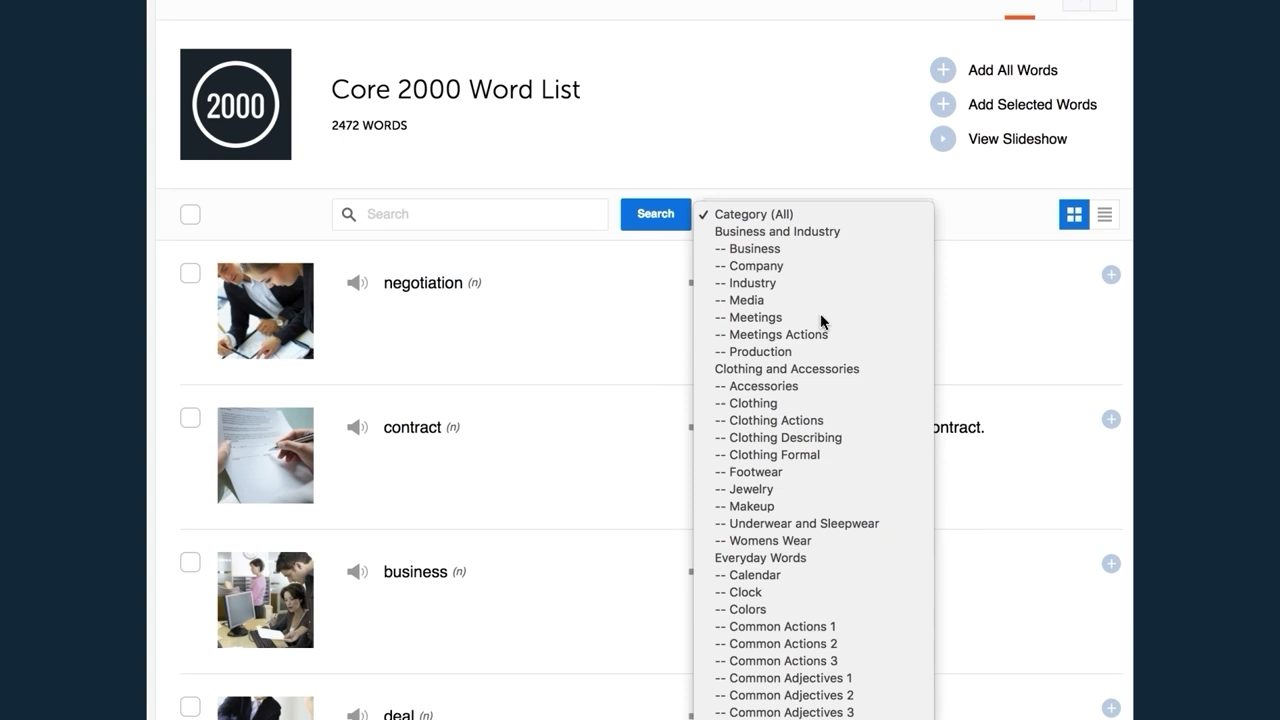 2000
Core 2000 Word List
2472 WORDS
Add All Words
Add Selected Words
View Slideshow
Search
Search
✓ Category (All)
Business and Industry
-- Business
-- Company
-- Industry
-- Media
-- Meetings
-- Meetings Actions
-- Production
Clothing and Accessories
-- Accessories
-- Clothing
-- Clothing Actions
-- Clothing Describing
-- Clothing Formal
-- Footwear
-- Jewelry
-- Makeup
-- Underwear and Sleepwear
-- Womens Wear
Everyday Words
-- Calendar
-- Clock
-- Colors
-- Common Actions 1
-- Common Actions 2
-- Common Actions 3
-- Common Adjectives 1
-- Common Adjectives 2
-- Common Adjectives 3
negotiation (n)
contract (n)
ontract.
business (n)
deal (n)